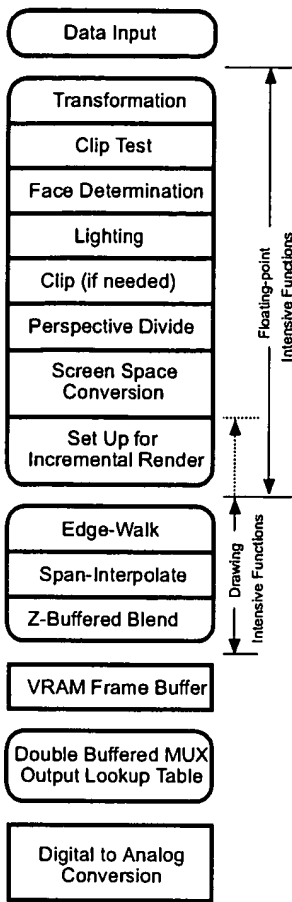 Data Input
Transformation
Clip Test
Face Determination
Lighting
Clip (if needed)
Perspective Divide
Screen Space
Conversion
Set Up for
Incremental Render
Floating-point
Intensive Functions
Edge-Walk
Span-Interpolate
Z-Buffered Blend
Drawing
Intensive Functions
VRAM Frame Buffer
Double Buffered MUX
Output Lookup Table
Digital to Analog
Conversion